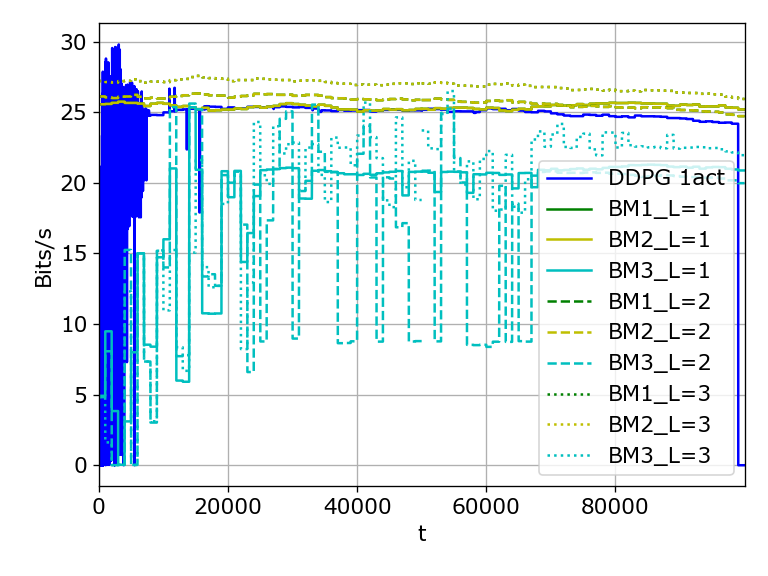 30
25
20
15
10
5
0
Bits/s
0 20000 40000 60000 80000
t
DDPG 1act
BM1_L=1
BM2_L=1
BM3_L=1
BM1_L=2
BM2_L=2
BM3_L=2
BM1_L=3
BM2_L=3
BM3_L=3